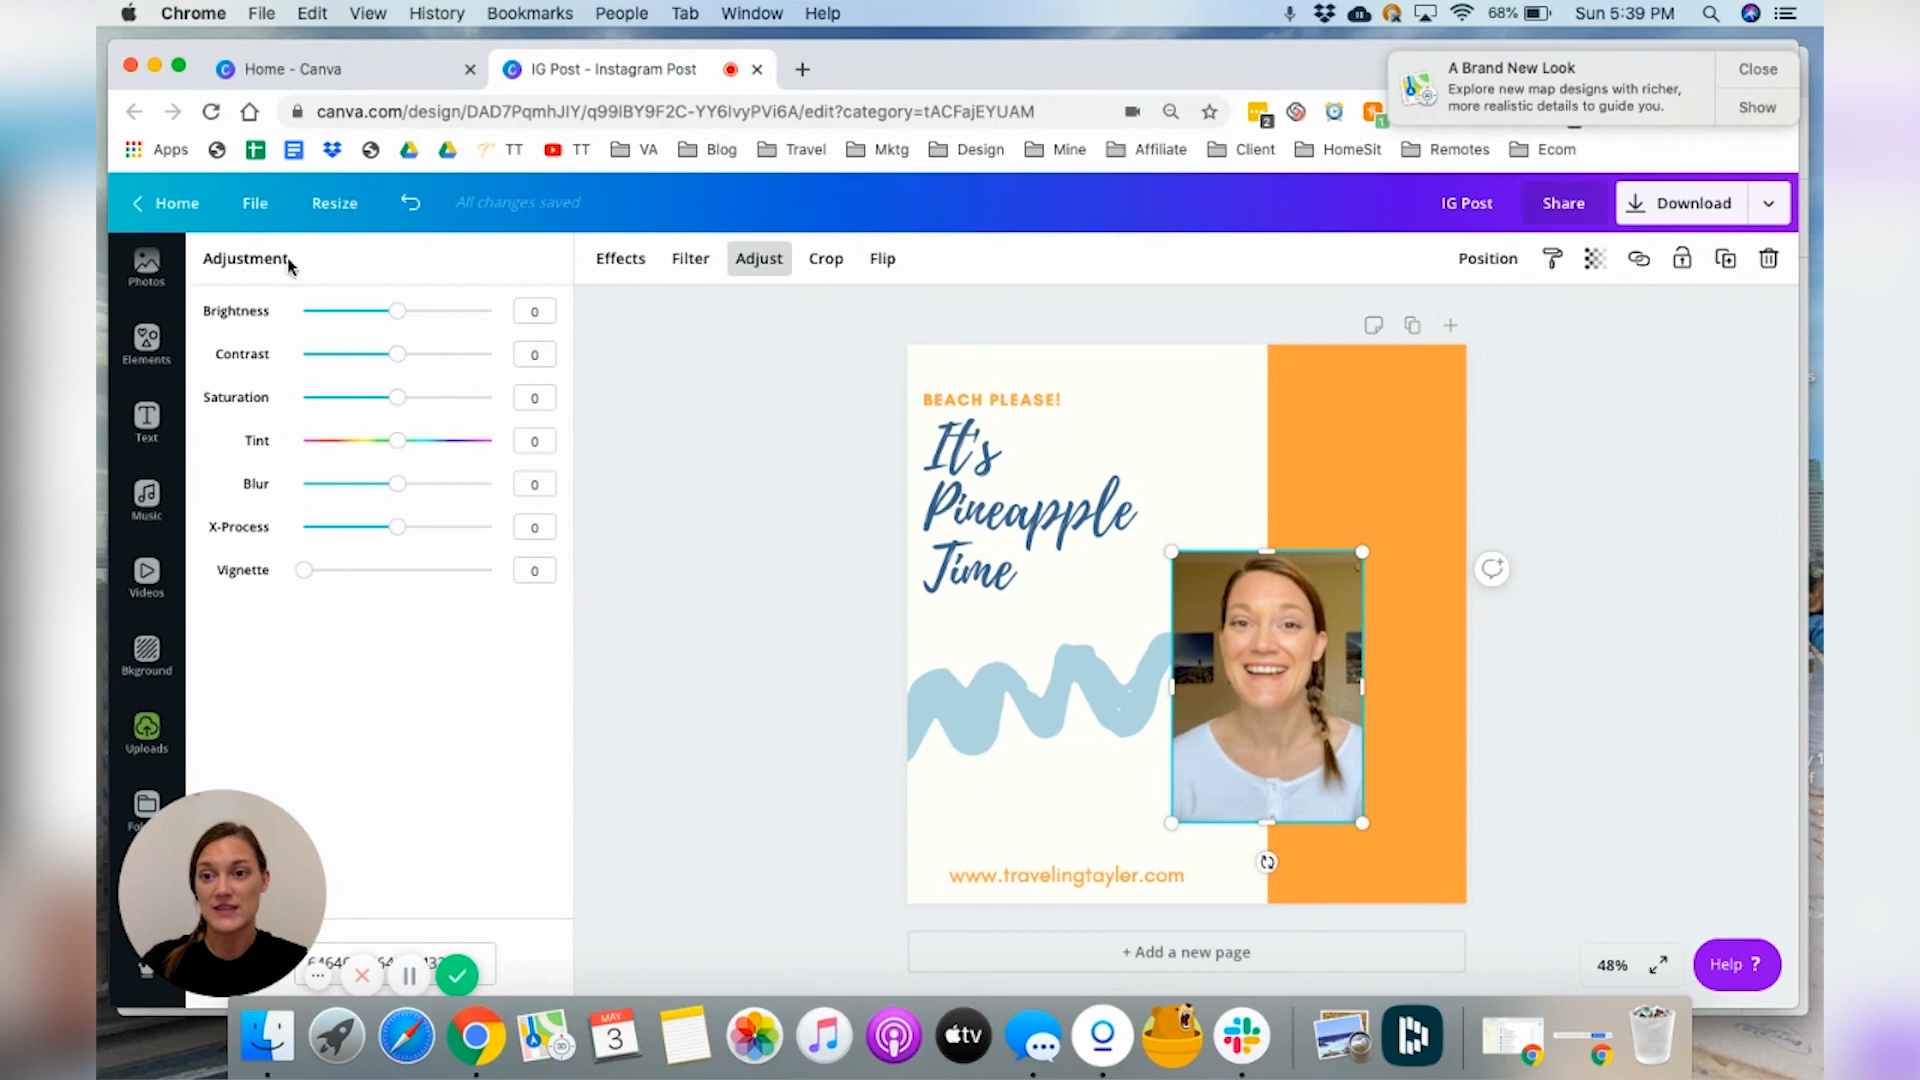 Chrome File Edit View History Bookmarks People Tab Window Help 68% Sun 5:39 PM
Home - Canva
IG Post - Instagram Post
A Brand New Look
Explore new map designs with richer,
more realistic details to guide you.
Close
Show
canva.com/design/DAD7PqmhJIY/q99lBY9F2C-YY6IvyPVi6A/edit?category=tACFajEYUAM
2
1
Apps TT TT VA Blog Travel Mktg Design Mine Affiliate Client HomeSit Remotes Ecom
Home File Resize All changes saved IG Post Share Download
Photos
Elements
Text
Music
Videos
Bkground
Uploads
Adjustment
Brightness 0
Contrast 0
Saturation 0
Tint 0
Blur 0
X-Process 0
Vignette 0
Effects Filter Adjust Crop Flip Position
BEACH PLEASE!
It's
Pineapple
Time
www.travelingtayler.com
+ Add a new page
48%
Help ?
MAY
3
tv